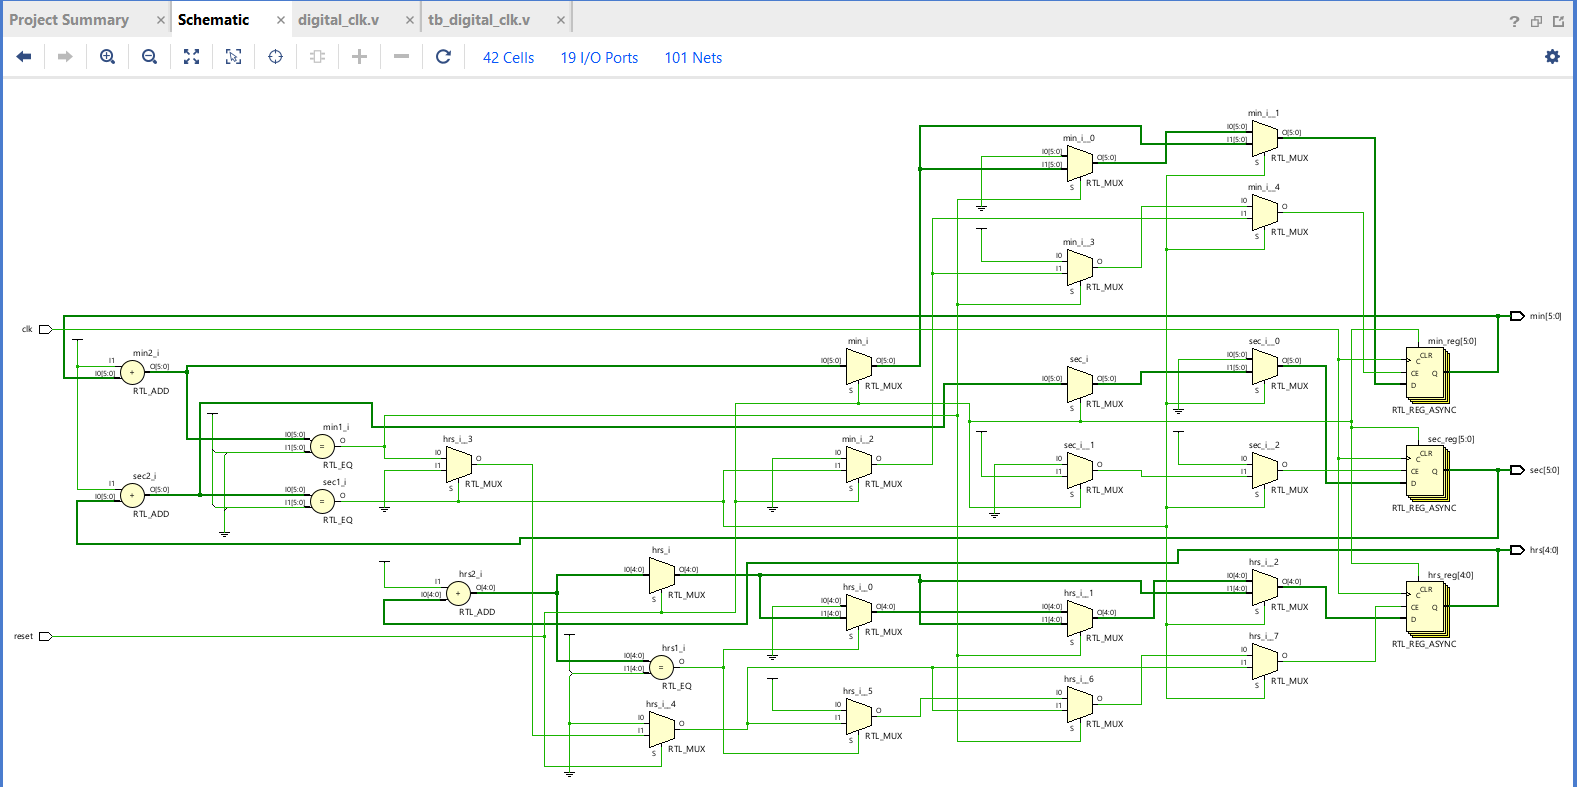 Project Summary × Schematic × digital_clk.v × tb_digital_clk.v ×
?
42 Cells 19 I/O Ports 101 Nets
min_i__1
I0[5:0] O[5:0]
I1[5:0]
S RTL_MUX
min_i__0
I0[5:0] O[5:0]
I1[5:0]
S RTL_MUX
min_i__4
I0 O
I1
S RTL_MUX
min_i__3
I0 O
I1
S RTL_MUX
clk
min[5:0]
min2_i
I1 O[5:0]
I0[5:0]
+
RTL_ADD
min_i
I0[5:0] O[5:0]
S RTL_MUX
sec_i
I0[5:0] O[5:0]
S RTL_MUX
sec_i__0
I0[5:0] O[5:0]
I1[5:0]
S RTL_MUX
min_reg[5:0]
CLR
C
CE Q
D
RTL_REG_ASYNC
min1_i
I0[5:0] O
I1[5:0]
=
RTL_EQ
hrs_i__3
I0 O
I1
S RTL_MUX
min_i__2
I0 O
I1
S RTL_MUX
sec_i__1
I0 O
I1
S RTL_MUX
sec_i__2
I0 O
I1
S RTL_MUX
sec_reg[5:0]
CLR
C
CE Q
D
RTL_REG_ASYNC
sec[5:0]
sec2_i
I1 O[5:0]
I0[5:0]
+
RTL_ADD
sec1_i
I0[5:0] O
I1[5:0]
=
RTL_EQ
hrs[4:0]
hrs2_i
I1 O[4:0]
I0[4:0]
+
RTL_ADD
hrs_i
I0[4:0] O[4:0]
S RTL_MUX
hrs_i__0
I0[4:0] O[4:0]
I1[4:0]
S RTL_MUX
hrs_i__1
I0[4:0] O[4:0]
I1[4:0]
S RTL_MUX
hrs_i__2
I0[4:0] O[4:0]
I1[4:0]
S RTL_MUX
hrs_reg[4:0]
CLR
C
CE Q
D
RTL_REG_ASYNC
reset
hrs1_i
I0[4:0] O
I1[4:0]
=
RTL_EQ
hrs_i__4
I0 O
I1
S RTL_MUX
hrs_i__5
I0 O
I1
S RTL_MUX
hrs_i__6
I0 O
I1
S RTL_MUX
hrs_i__7
I0 O
I1
S RTL_MUX